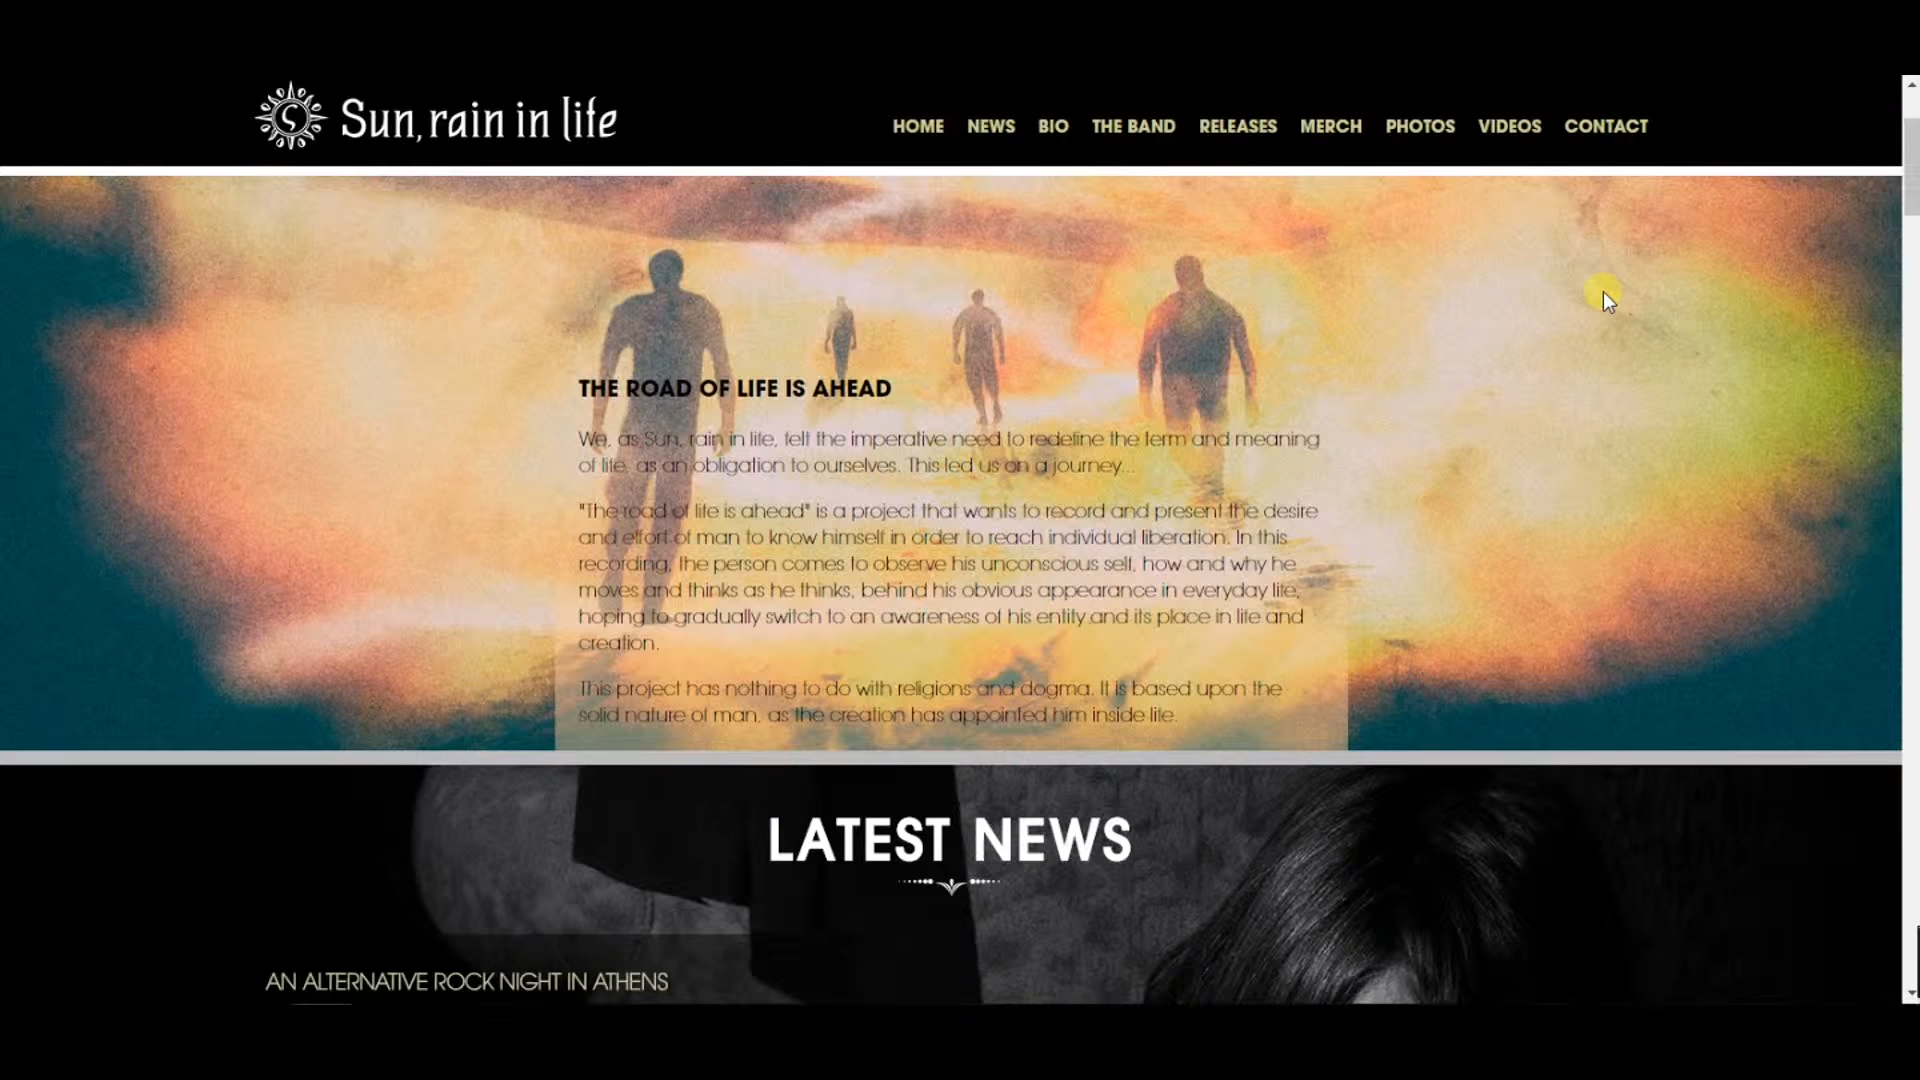 Sun, rain in life
HOME NEWS BIO THE BAND RELEASES MERCH PHOTOS VIDEOS CONTACT
THE ROAD OF LIFE IS AHEAD
We, as Sun, rain in life, felt the imperative need to redefine the term and meaning
of life, as an obligation to ourselves. This led us on a journey...
"The road of life is ahead" is a project that wants to record and present the desire
and effort of man to know himself in order to reach individual liberation. In this
recording, the person comes to observe his unconscious self, how and why he
moves and thinks as he thinks, behind his obvious appearance in everyday life,
hoping to gradually switch to an awareness of his entity and its place in life and
creation.
This project has nothing to do with religions and dogma. It is based upon the
solid nature of man, as the creation has appointed him inside life.
LATEST NEWS
AN ALTERNATIVE ROCK NIGHT IN ATHENS